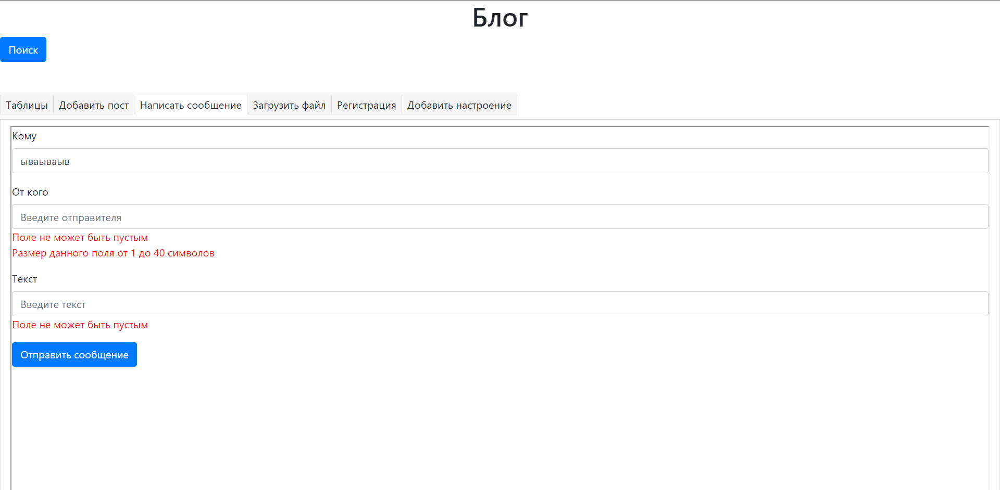 Блог
Поиск
Таблицы Добавить пост Написать сообщение Загрузить файл Регистрация Добавить настроение
Кому
ываываыв
От кого
Введите отправителя
Поле не может быть пустым
Размер данного поля от 1 до 40 символов
Текст
Введите текст
Поле не может быть пустым
Отправить сообщение